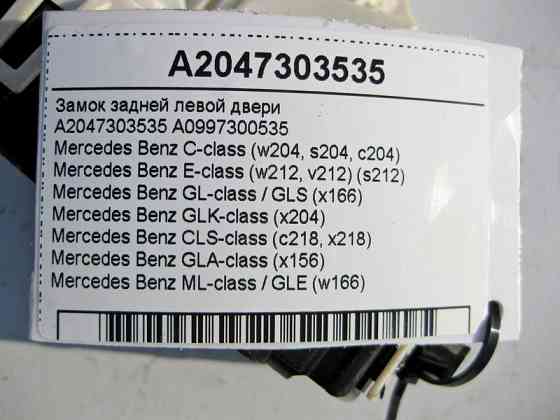 A2047303535
Замок задней левой двери
A2047303535 A0997300535
Mercedes Benz C-class (w204, s204, c204)
Mercedes Benz E-class (w212, v212) (s212)
Mercedes Benz GL-class / GLS (x166)
Mercedes Benz GLK-class (x204)
Mercedes Benz CLS-class (c218, x218)
Mercedes Benz GLA-class (x156)
Mercedes Benz ML-class / GLE (w166)